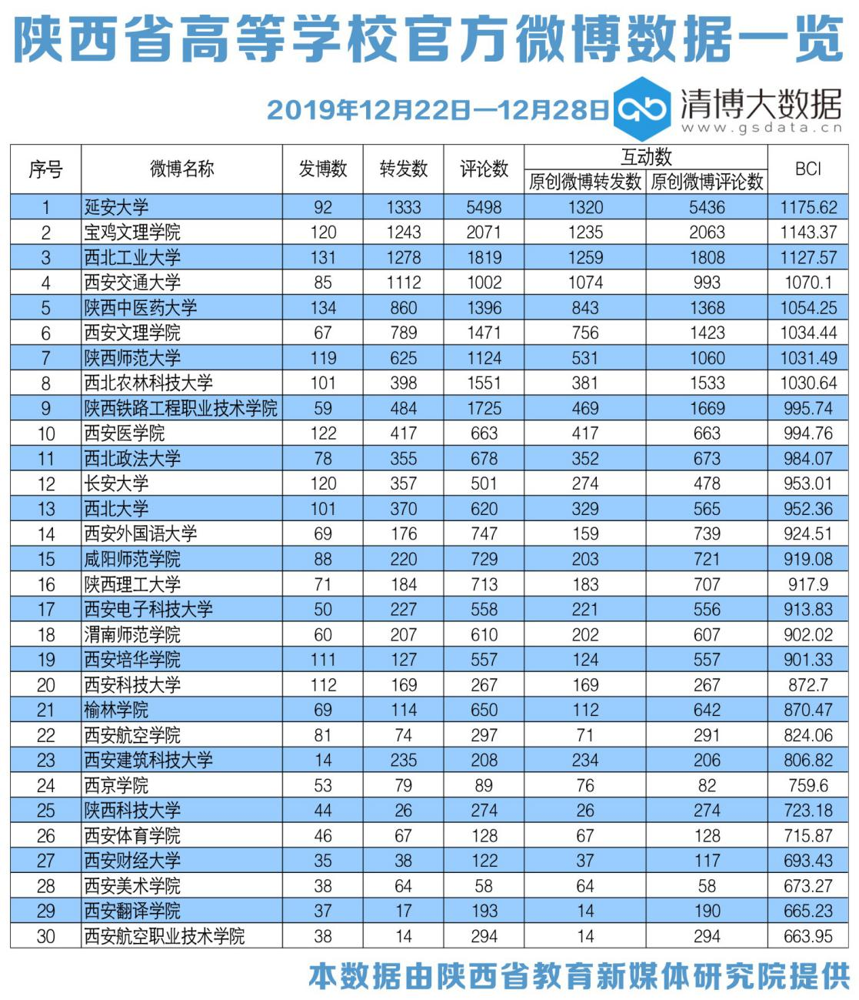 陕西省高等学校官方微博数据一览
2019年12月22日—12月28日
清博大数据
www.gsdata.cn
序号 微博名称 发博数 转发数 评论数 互动数 BCI
原创微博转发数 原创微博评论数
1 延安大学 92 1333 5498 1320 5436 1175.62
2 宝鸡文理学院 120 1243 2071 1235 2063 1143.37
3 西北工业大学 131 1278 1819 1259 1808 1127.57
4 西安交通大学 85 1112 1002 1074 993 1070.1
5 陕西中医药大学 134 860 1396 843 1368 1054.25
6 西安文理学院 67 789 1471 756 1423 1034.44
7 陕西师范大学 119 625 1124 531 1060 1031.49
8 西北农林科技大学 101 398 1551 381 1533 1030.64
9 陕西铁路工程职业技术学院 59 484 1725 469 1669 995.74
10 西安医学院 122 417 663 417 663 994.76
11 西北政法大学 78 355 678 352 673 984.07
12 长安大学 120 357 501 274 478 953.01
13 西北大学 101 370 620 329 565 952.36
14 西安外国语大学 69 176 747 159 739 924.51
15 咸阳师范学院 88 220 729 203 721 919.08
16 陕西理工大学 71 184 713 183 707 917.9
17 西安电子科技大学 50 227 558 221 556 913.83
18 渭南师范学院 60 207 610 202 607 902.02
19 西安培华学院 111 127 557 124 557 901.33
20 西安科技大学 112 169 267 169 267 872.7
21 榆林学院 69 114 650 112 642 870.47
22 西安航空学院 81 74 297 71 291 824.06
23 西安建筑科技大学 14 235 208 234 206 806.82
24 西京学院 53 79 89 76 82 759.6
25 陕西科技大学 44 26 274 26 274 723.18
26 西安体育学院 46 67 128 67 128 715.87
27 西安财经大学 35 38 122 37 117 693.43
28 西安美术学院 38 64 58 64 58 673.27
29 西安翻译学院 37 17 193 14 190 665.23
30 西安航空职业技术学院 38 14 294 14 294 663.95
本数据由陕西省教育新媒体研究院提供